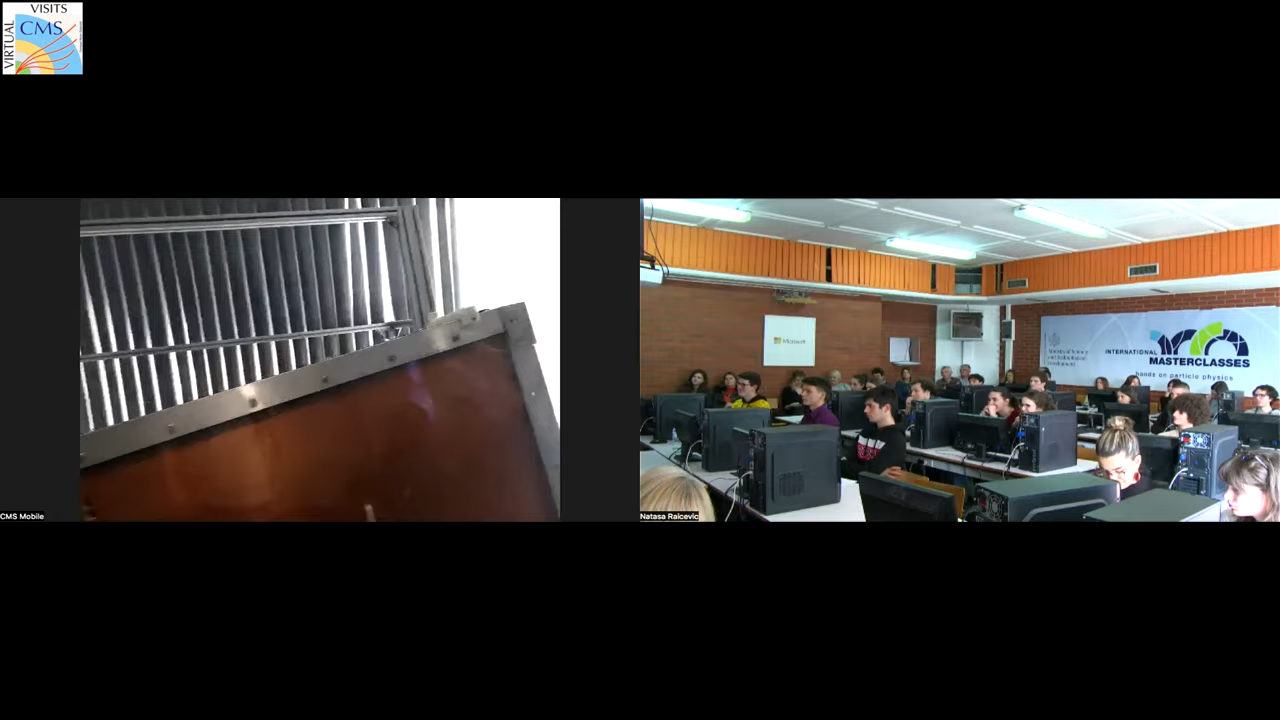 VISITS
CMS
VIRTUAL
Microsoft
INTERNATIONAL
MASTERCLASSES
hands on particle physics
CMS Mobile
Natasa Raicevic